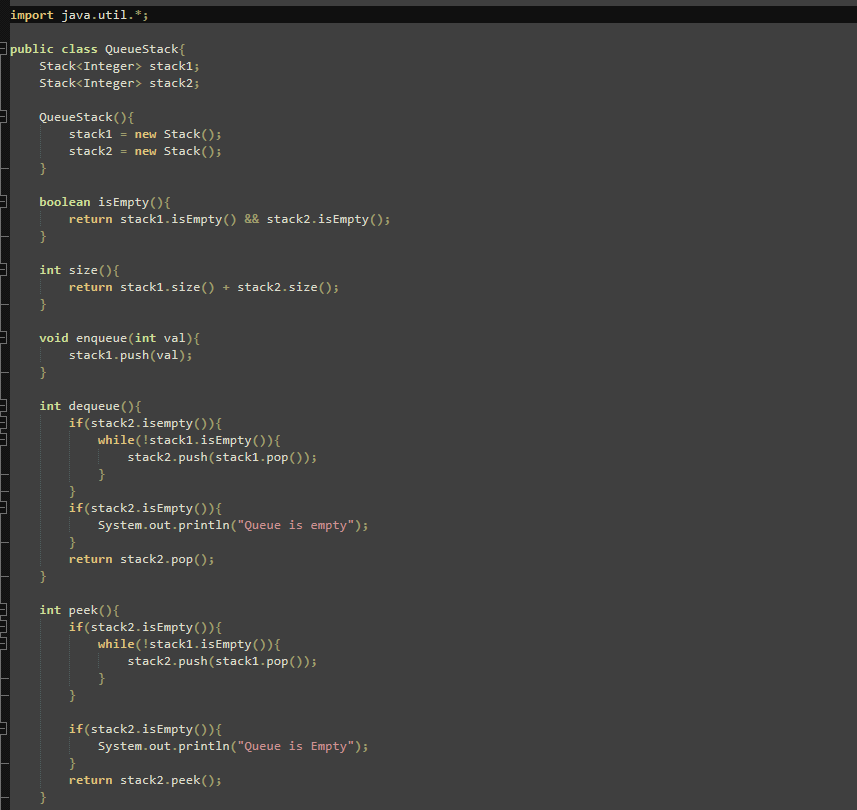 import java.util.*;
public class QueueStack{
Stack<Integer> stack1;
Stack<Integer> stack2;
QueueStack(){
stack1 = new Stack();
stack2 = new Stack();
}
boolean isEmpty(){
return stack1.isEmpty() && stack2.isEmpty();
}
int size(){
return stack1.size() + stack2.size();
}
void enqueue(int val){
stack1.push(val);
}
int dequeue(){
if(stack2.isempty()){
while(!stack1.isEmpty()){
stack2.push(stack1.pop());
}
}
if(stack2.isEmpty()){
System.out.println("Queue is empty");
}
return stack2.pop();
}
int peek(){
if(stack2.isEmpty()){
while(!stack1.isEmpty()){
stack2.push(stack1.pop());
}
}
if(stack2.isEmpty()){
System.out.println("Queue is Empty");
}
return stack2.peek();
}